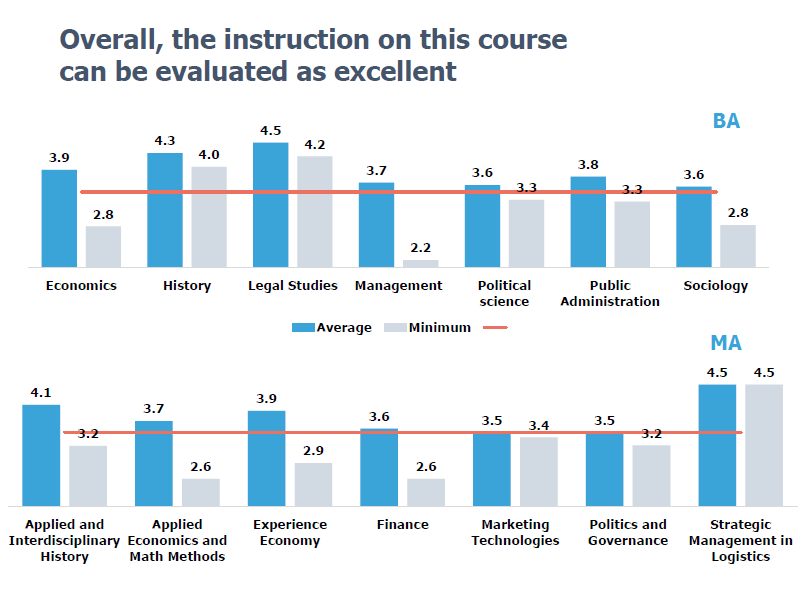 Overall, the instruction on this course
can be evaluated as excellent
BA
3.9 2.8 4.3 4.0 4.5 4.2 3.7 2.2 3.6 3.3 3.8 3.3 3.6 2.8
Economics History Legal Studies Management Political Public Sociology
science Administration
Average Minimum
MA
4.1 3.2 3.7 2.6 3.9 2.9 3.6 2.6 3.5 3.4 3.5 3.2 4.5 4.5
Applied and Applied Experience Finance Marketing Politics and Strategic
Interdisciplinary Economics and Economy Technologies Governance Management in
History Math Methods Logistics